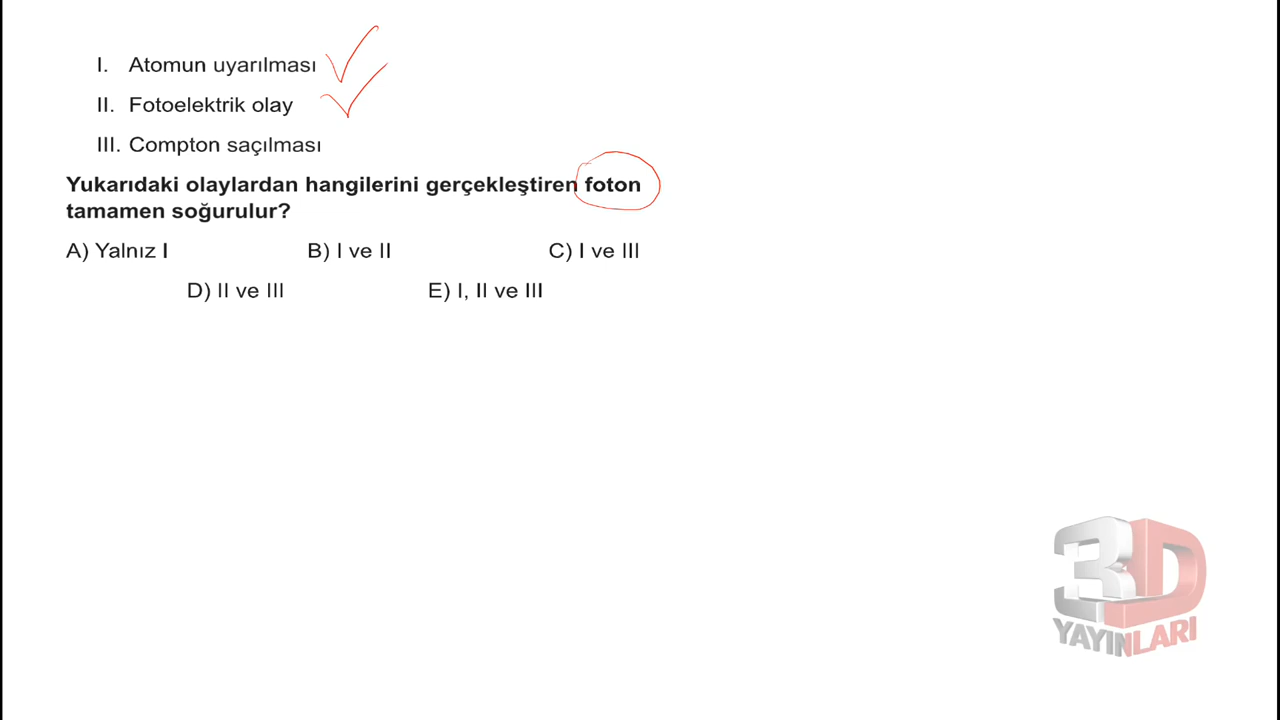 I. Atomun uyarılması
II. Fotoelektrik olay
III. Compton saçılması
Yukarıdaki olaylardan hangilerini gerçekleştiren foton
tamamen soğurulur?
A) Yalnız I B) I ve II C) I ve III
D) II ve III E) I, II ve III
3D
YAYINLARI